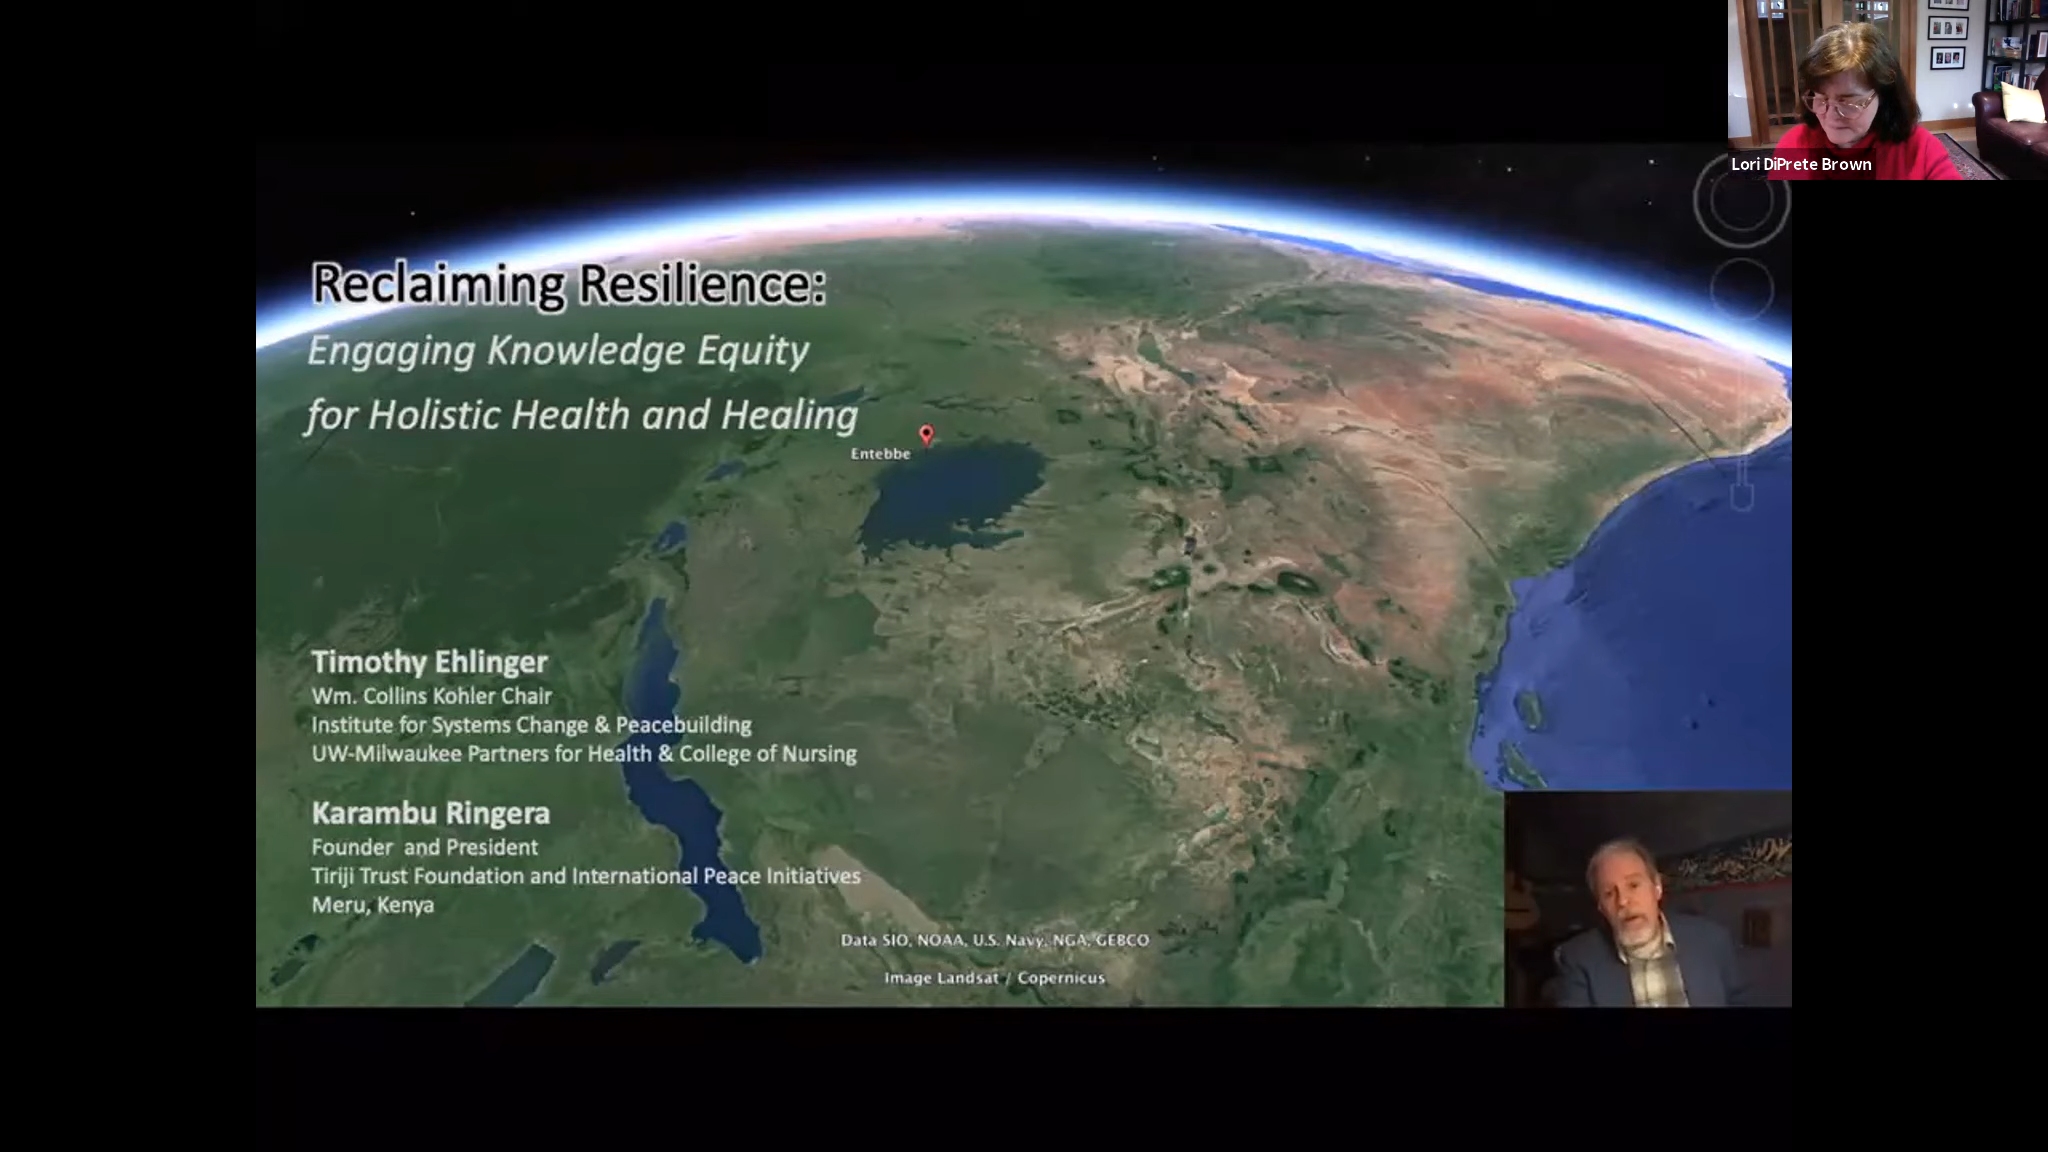 Lori DiPrete Brown
Reclaiming Resilience:
Engaging Knowledge Equity
for Holistic Health and Healing
Entebbe
Timothy Ehlinger
Wm. Collins Kohler Chair
Institute for Systems Change & Peacebuilding
UW-Milwaukee Partners for Health & College of Nursing
Karambu Ringera
Founder and President
Tiriji Trust Foundation and International Peace Initiatives
Meru, Kenya
Data SIO, NOAA, U.S. Navy, NGA, GEBCO
Image Landsat / Copernicus